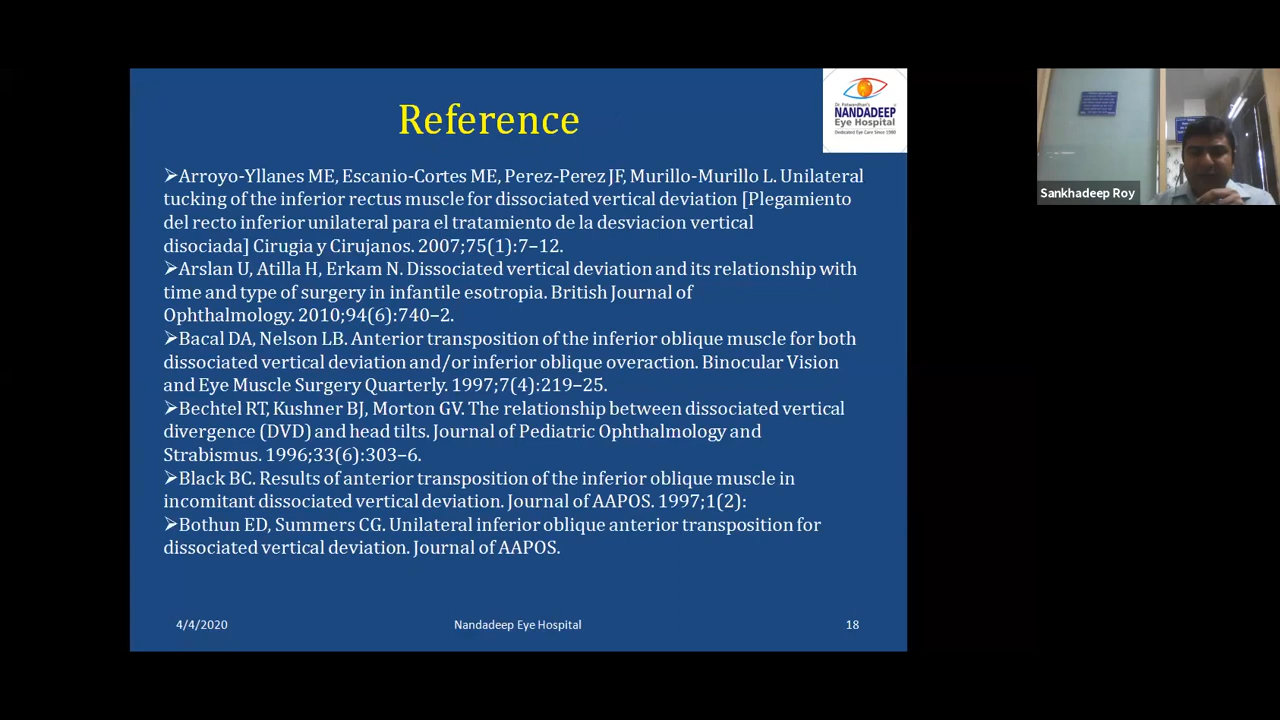 Reference
Dr. Patwardhan's
NANDADEEP
Eye Hospital
Dedicated Eye Care Since 1980
➢Arroyo-Yllanes ME, Escanio-Cortes ME, Perez-Perez JF, Murillo-Murillo L. Unilateral
tucking of the inferior rectus muscle for dissociated vertical deviation [Plegamiento
del recto inferior unilateral para el tratamiento de la desviacion vertical
disociada] Cirugia y Cirujanos. 2007;75(1):7–12.
➢Arslan U, Atilla H, Erkam N. Dissociated vertical deviation and its relationship with
time and type of surgery in infantile esotropia. British Journal of
Ophthalmology. 2010;94(6):740–2.
➢Bacal DA, Nelson LB. Anterior transposition of the inferior oblique muscle for both
dissociated vertical deviation and/or inferior oblique overaction. Binocular Vision
and Eye Muscle Surgery Quarterly. 1997;7(4):219–25.
➢Bechtel RT, Kushner BJ, Morton GV. The relationship between dissociated vertical
divergence (DVD) and head tilts. Journal of Pediatric Ophthalmology and
Strabismus. 1996;33(6):303–6.
➢Black BC. Results of anterior transposition of the inferior oblique muscle in
incomitant dissociated vertical deviation. Journal of AAPOS. 1997;1(2):
➢Bothun ED, Summers CG. Unilateral inferior oblique anterior transposition for
dissociated vertical deviation. Journal of AAPOS.
4/4/2020
Nandadeep Eye Hospital
18
Sankhadeep Roy